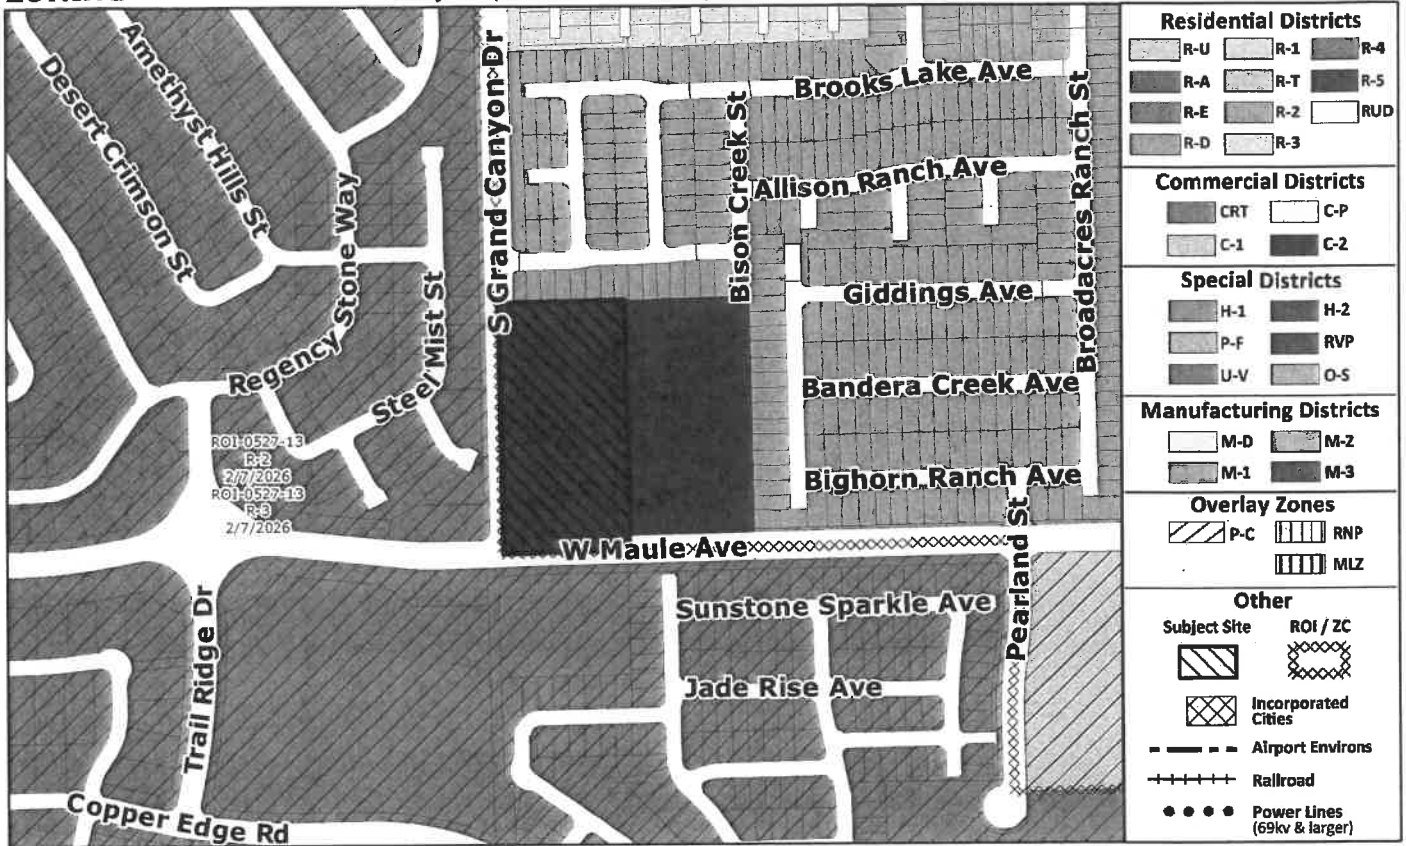 S Grand Canyon Dr
Amethyst Hills St
Desert Crimson St
Brooks Lake Ave
Bison Creek St
Allison Ranch Ave
Broadacres Ranch St
Regency Stone Way
Steel Mist St
Giddings Ave
Bandera Creek Ave
Bighorn Ranch Ave
ROI-0527-13
R-2
2/7/2026
ROI-0527-13
R-3
2/7/2026
W Maule Ave
Pearland St
Sunstone Sparkle Ave
Jade Rise Ave
Trail Ridge Dr
Copper Edge Rd
Residential Districts
R-U R-1 R-4
R-A R-T R-5
R-E R-2 RUD
R-D R-3
Commercial Districts
CRT C-P
C-1 C-2
Special Districts
H-1 H-2
P-F RVP
U-V O-S
Manufacturing Districts
M-D M-2
M-1 M-3
Overlay Zones
P-C RNP
MLZ
Other
Subject Site ROI / ZC
Incorporated
Cities
Airport Environs
Railroad
Power Lines
(69kv & larger)